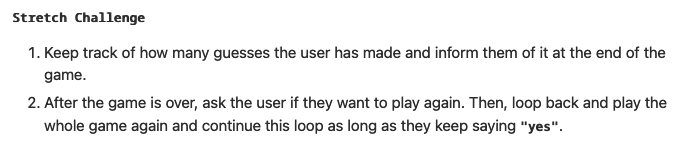 Stretch Challenge
1. Keep track of how many guesses the user has made and inform them of it at the end of the
game.
2. After the game is over, ask the user if they want to play again. Then, loop back and play the
whole game again and continue this loop as long as they keep saying "yes".